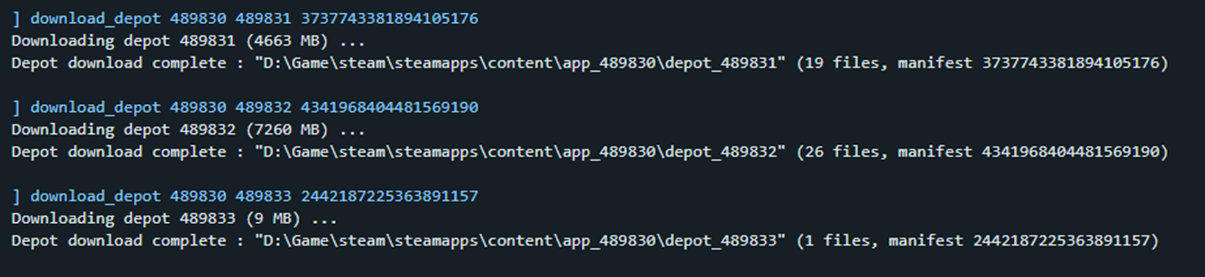 ] download_depot 489830 489831 3737743381894105176
Downloading depot 489831 (4663 MB) ...
Depot download complete : "D:\Game\steam\steamapps\content\app_489830\depot_489831" (19 files, manifest 3737743381894105176)
] download_depot 489830 489832 4341968404481569190
Downloading depot 489832 (7260 MB) ...
Depot download complete : "D:\Game\steam\steamapps\content\app_489830\depot_489832" (26 files, manifest 4341968404481569190)
] download_depot 489830 489833 2442187225363891157
Downloading depot 489833 (9 MB) ...
Depot download complete : "D:\Game\steam\steamapps\content\app_489830\depot_489833" (1 files, manifest 2442187225363891157)